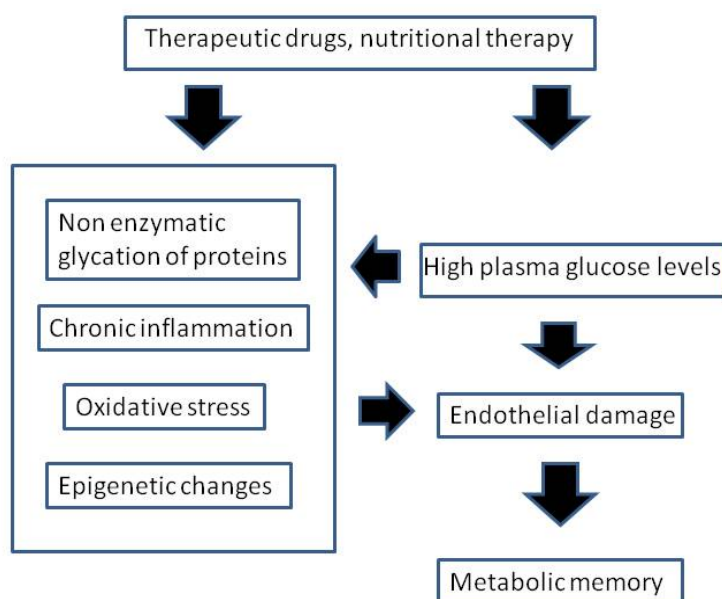 Therapeutic drugs, nutritional therapy
Non enzymatic
glycation of proteins
High plasma glucose levels
Chronic inflammation
Oxidative stress
Endothelial damage
Epigenetic changes
Metabolic memory